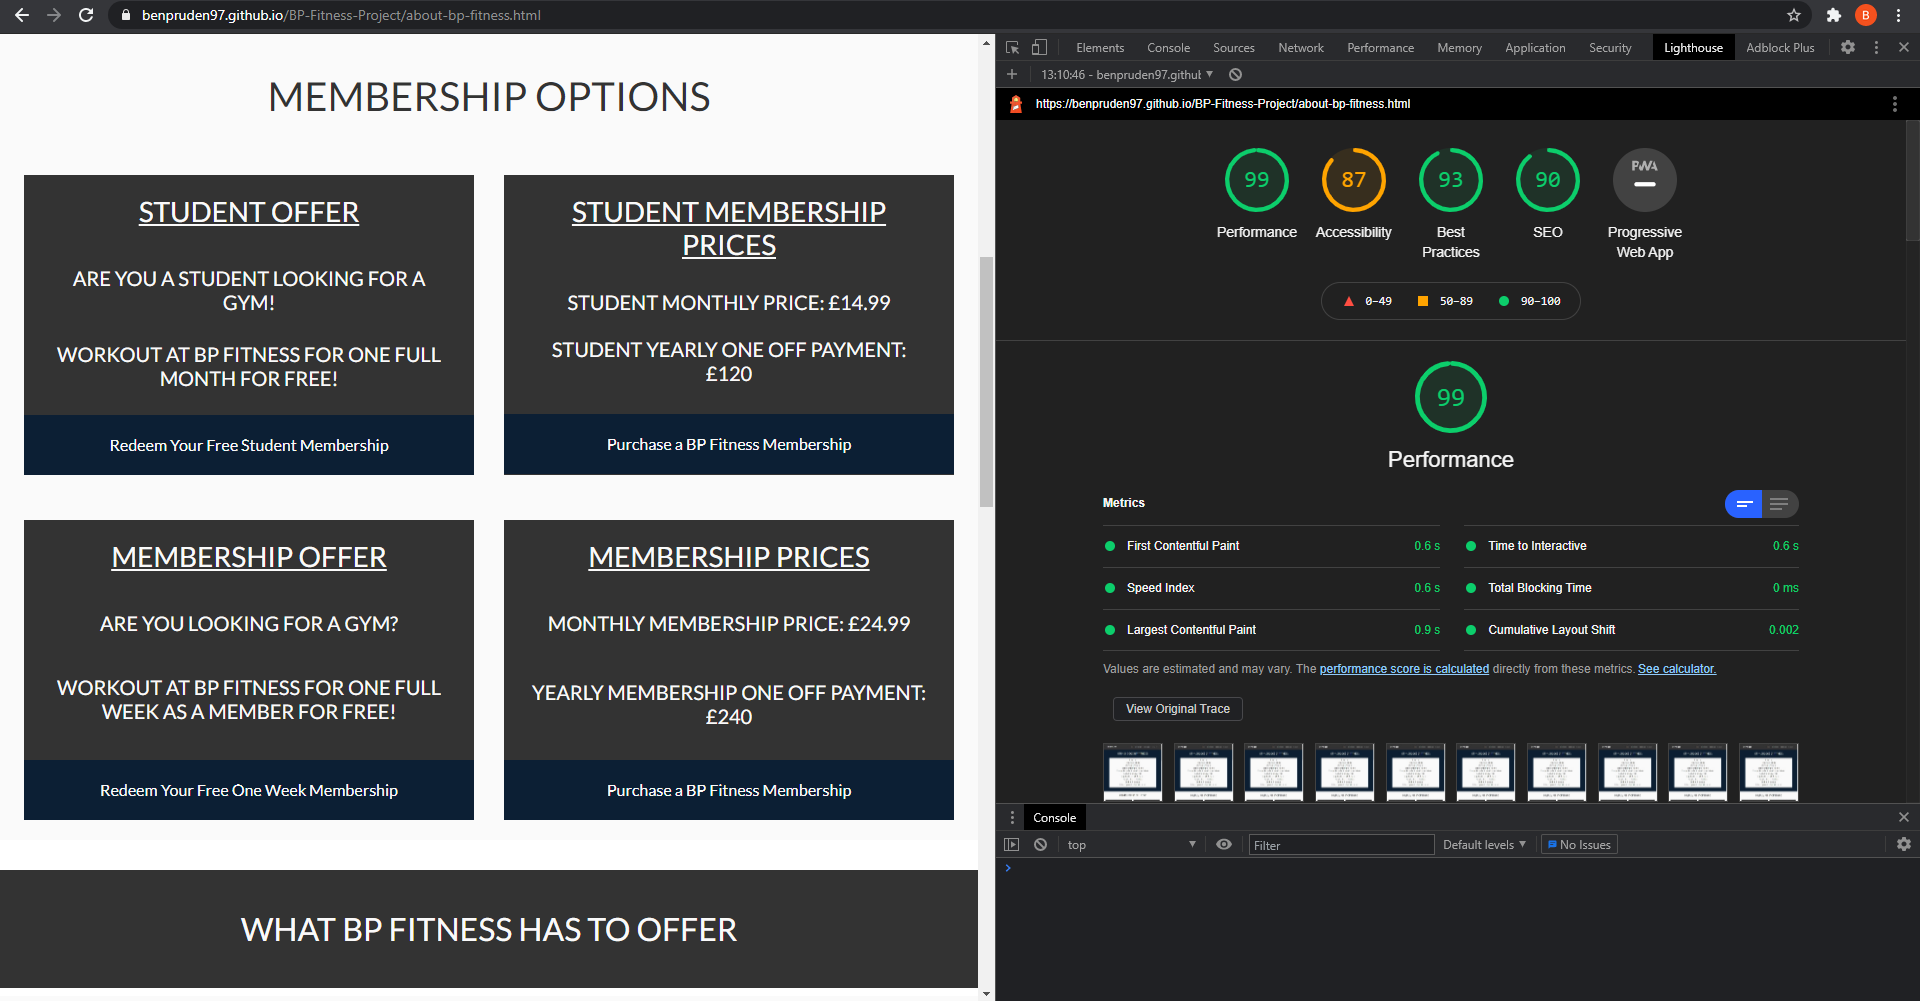 benpruden97.github.io/BP-Fitness-Project/about-bp-fitness.html
B
MEMBERSHIP OPTIONS
STUDENT OFFER
ARE YOU A STUDENT LOOKING FOR A
GYM!
WORKOUT AT BP FITNESS FOR ONE FULL
MONTH FOR FREE!
Redeem Your Free Student Membership
STUDENT MEMBERSHIP
PRICES
STUDENT MONTHLY PRICE: £14.99
STUDENT YEARLY ONE OFF PAYMENT:
£120
Purchase a BP Fitness Membership
MEMBERSHIP OFFER
ARE YOU LOOKING FOR A GYM?
WORKOUT AT BP FITNESS FOR ONE FULL
WEEK AS A MEMBER FOR FREE!
Redeem Your Free One Week Membership
MEMBERSHIP PRICES
MONTHLY MEMBERSHIP PRICE: £24.99
YEARLY MEMBERSHIP ONE OFF PAYMENT:
£240
Purchase a BP Fitness Membership
WHAT BP FITNESS HAS TO OFFER
Elements Console Sources Network Performance Memory Application Security Lighthouse Adblock Plus
13:10:46 - benpruden97.githul
https://benpruden97.github.io/BP-Fitness-Project/about-bp-fitness.html
99 87 93 90 PWA
Performance Accessibility Best Practices SEO Progressive Web App
0–49 50–89 90–100
99
Performance
Metrics
First Contentful Paint 0.6 s
Time to Interactive 0.6 s
Speed Index 0.6 s
Total Blocking Time 0 ms
Largest Contentful Paint 0.9 s
Cumulative Layout Shift 0.002
Values are estimated and may vary. The performance score is calculated directly from these metrics. See calculator.
View Original Trace
Console
top Filter Default levels No Issues